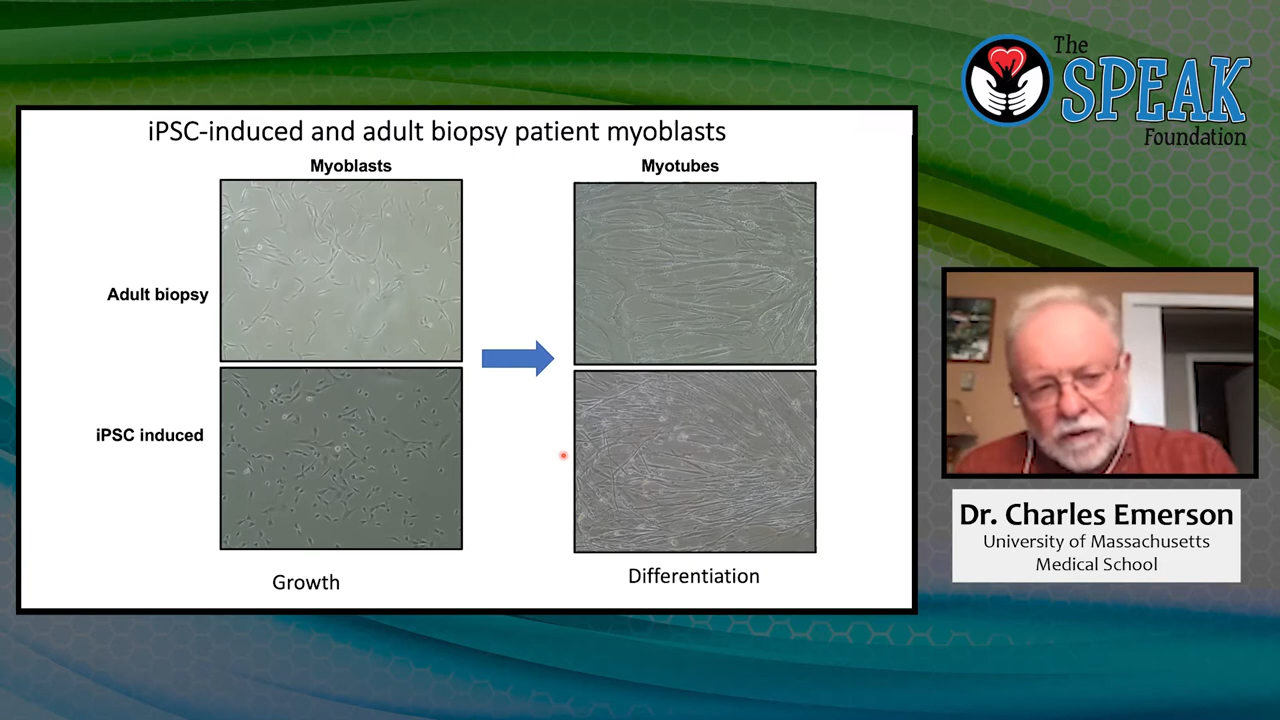 The
SPEAK
Foundation
iPSC-induced and adult biopsy patient myoblasts
Myoblasts
Myotubes
Adult biopsy
iPSC induced
Growth
Differentiation
Dr. Charles Emerson
University of Massachusetts
Medical School